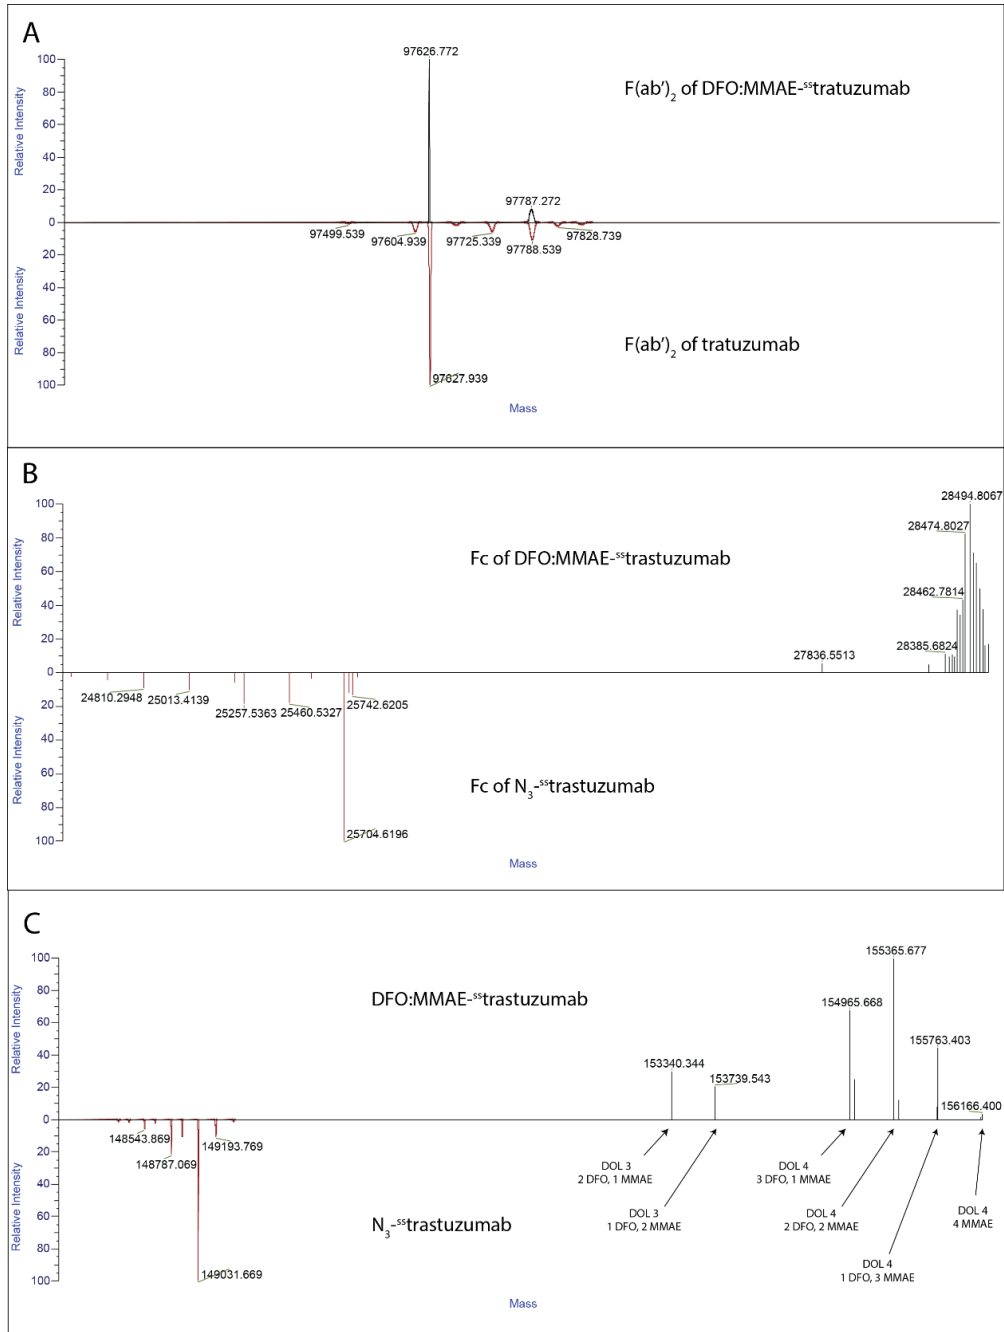 A
97626.772
100
80
60
40
20
0
20
40
60
80
100
Relative Intensity
Relative Intensity
F(ab')₂ of DFO:MMAE-ˢˢtratuzumab
97787.272
97499.539
97604.939
97725.339
97788.539
97828.739
F(ab')₂ of tratuzumab
97627.939
Mass
B
100
80
60
40
20
0
20
40
60
80
100
Relative Intensity
Relative Intensity
28494.8067
28474.8027
Fc of DFO:MMAE-ˢˢtrastuzumab
28462.7814
28385.6824
27836.5513
24810.2948
25013.4139
25257.5363
25460.5327
25742.6205
Fc of N₃-ˢˢtrastuzumab
25704.6196
Mass
C
100
80
60
40
20
0
20
40
60
80
100
Relative Intensity
Relative Intensity
155365.677
DFO:MMAE-ˢˢtrastuzumab
154965.668
155763.403
153340.344
153739.543
156166.400
148543.869
149193.769
148787.069
DOL 3
2 DFO, 1 MMAE
DOL 4
3 DFO, 1 MMAE
DOL 3
1 DFO, 2 MMAE
DOL 4
2 DFO, 2 MMAE
DOL 4
4 MMAE
N₃-ˢˢtrastuzumab
DOL 4
1 DFO, 3 MMAE
149031.669
Mass